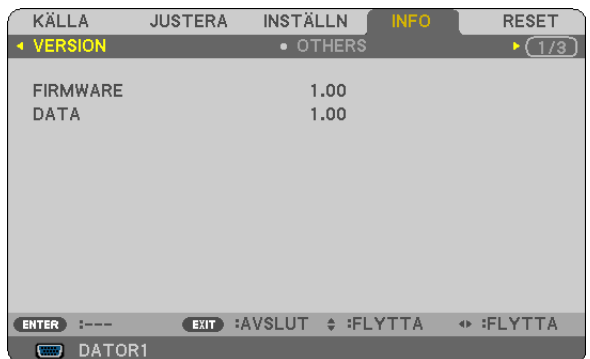 KÄLLA JUSTERA INSTÄLLN INFO RESET
VERSION OTHERS 1/3
FIRMWARE 1.00
DATA 1.00
ENTER :--- EXIT :AVSLUT :FLYTTA :FLYTTA
DATOR1